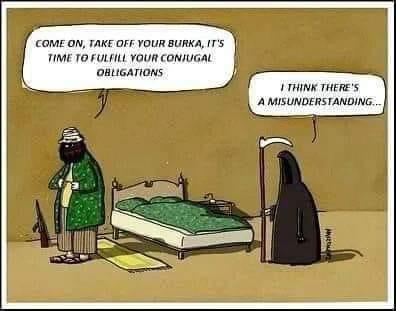 COME ON, TAKE OFF YOUR BURKA, IT'S
TIME TO FULFILL YOUR CONJUGAL
OBLIGATIONS
I THINK THERE'S
A MISUNDERSTANDING...